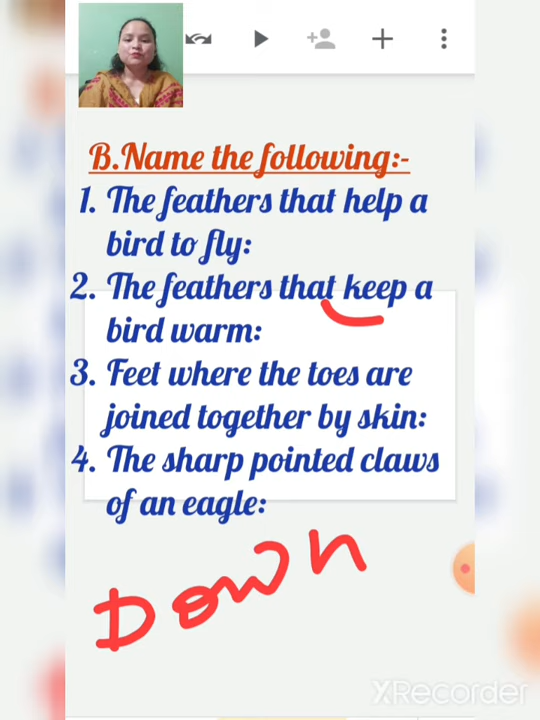 B.Name the following:-
1. The feathers that help a
bird to fly:
2. The feathers that keep a
bird warm:
3. Feet where the toes are
joined together by skin:
4. The sharp pointed claws
of an eagle:
Down
XRecorder